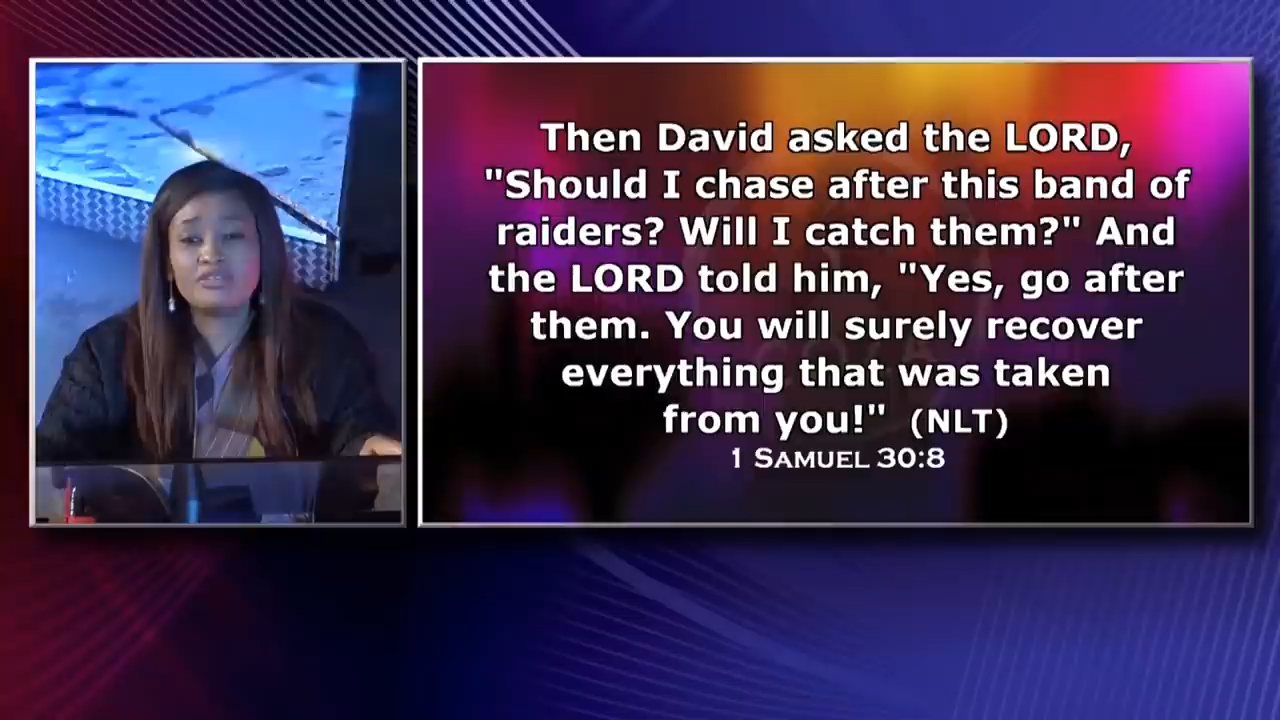 Then David asked the LORD,
"Should I chase after this band of
raiders? Will I catch them?" And
the LORD told him, "Yes, go after
them. You will surely recover
everything that was taken
from you!" (NLT)
1 Samuel 30:8